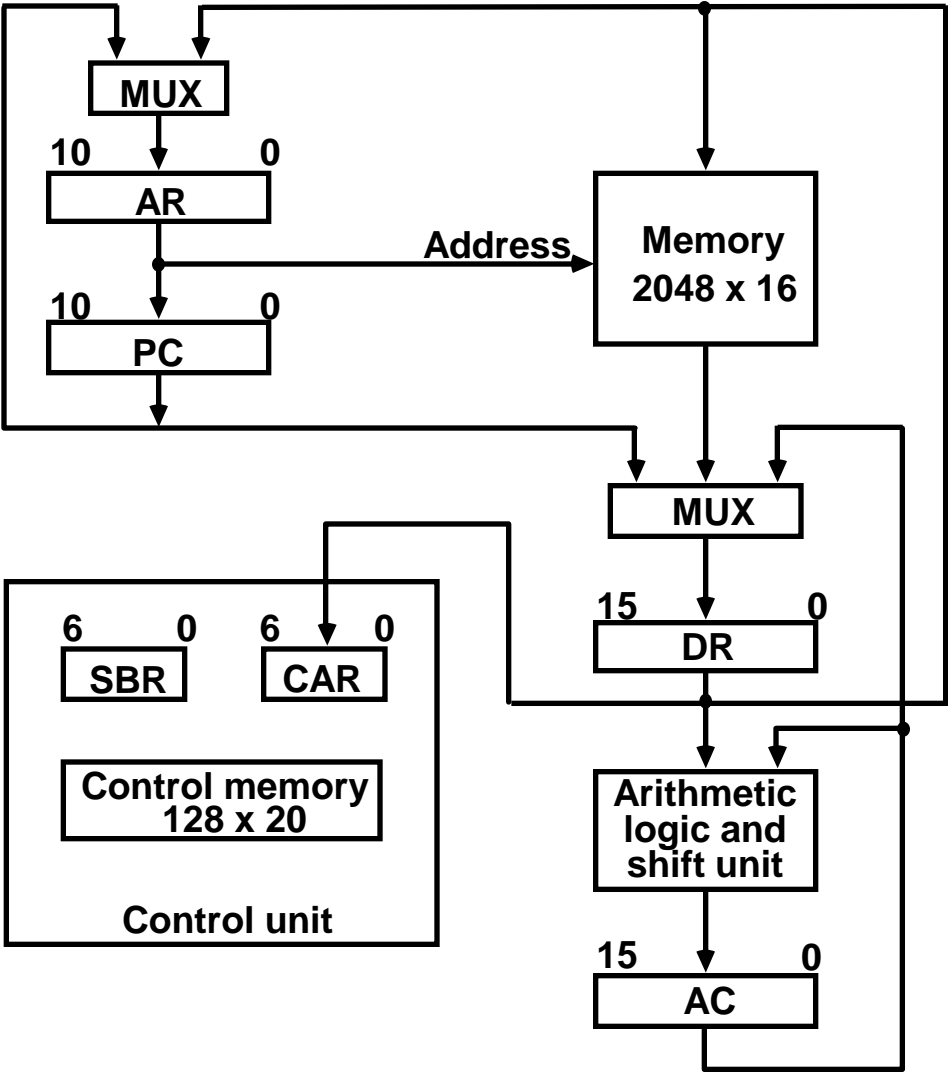 MUX
10 0
AR
Address
Memory
2048 x 16
10 0
PC
MUX
15 0
DR
6 0
SBR
6 0
CAR
Control memory
128 x 20
Control unit
Arithmetic
logic and
shift unit
15 0
AC